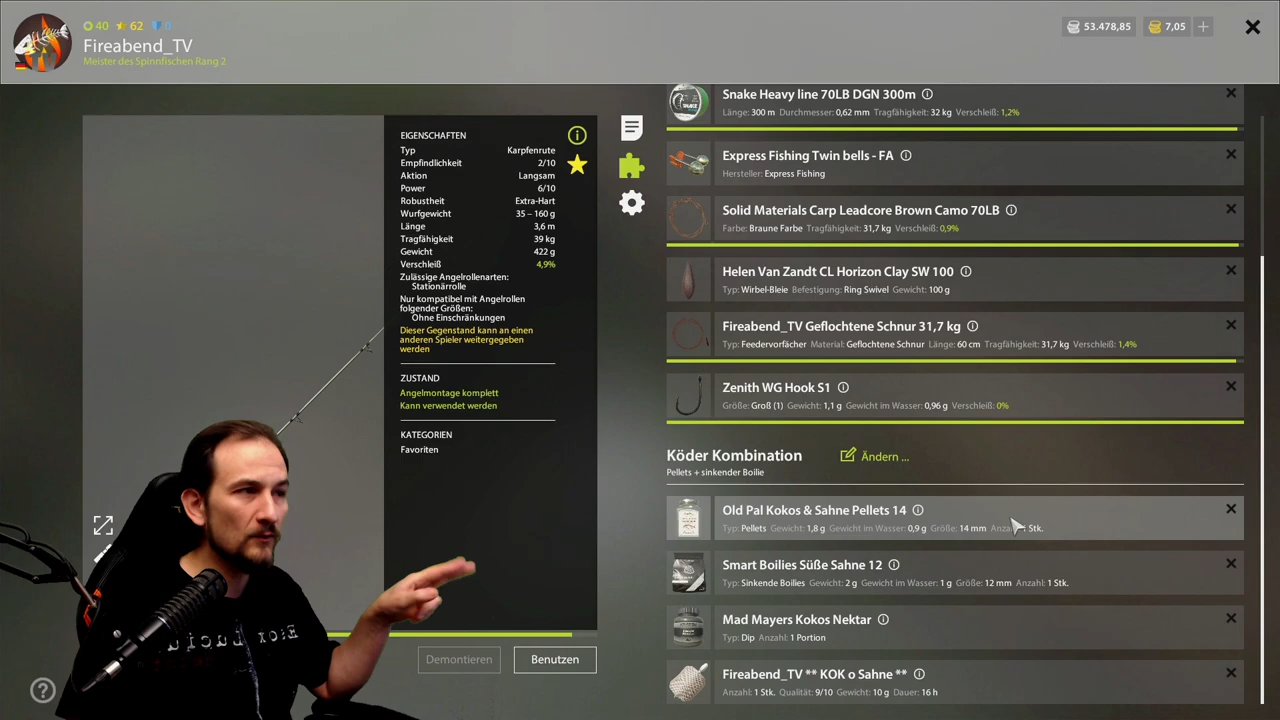 40 62 0
Fireabend_TV
Meister des Spinnfischen Rang 2
53.478,85
7,05
EIGENSCHAFTEN
Typ Karpfenrute
Empfindlichkeit 2/10
Aktion Langsam
Power 6/10
Robustheit Extra-Hart
Wurfgewicht 35 – 160 g
Länge 3,6 m
Tragfähigkeit 39 kg
Gewicht 422 g
Verschleiß 4,9%
Zulässige Angelrollenarten:
Stationärrolle
Nur kompatibel mit Angelrollen
folgender Größen:
Ohne Einschränkungen
Dieser Gegenstand kann an einen
anderen Spieler weitergegeben
werden
ZUSTAND
Angelmontage komplett
Kann verwendet werden
KATEGORIEN
Favoriten
Demontieren
Benutzen
Snake Heavy line 70LB DGN 300m
Länge: 300 m Durchmesser: 0,62 mm Tragfähigkeit: 32 kg Verschleiß: 1,2%
Express Fishing Twin bells - FA
Hersteller: Express Fishing
Solid Materials Carp Leadcore Brown Camo 70LB
Farbe: Braune Farbe Tragfähigkeit: 31,7 kg Verschleiß: 0,9%
Helen Van Zandt CL Horizon Clay SW 100
Typ: Wirbel-Bleie Befestigung: Ring Swivel Gewicht: 100 g
Fireabend_TV Geflochtene Schnur 31,7 kg
Typ: Feedervorfächer Material: Geflochtene Schnur Länge: 60 cm Tragfähigkeit: 31,7 kg Verschleiß: 1,4%
Zenith WG Hook S1
Größe: Groß (1) Gewicht: 1,1 g Gewicht im Wasser: 0,96 g Verschleiß: 0%
Köder Kombination Ändern ...
Pellets + sinkender Boilie
Old Pal Kokos & Sahne Pellets 14
Typ: Pellets Gewicht: 1,8 g Gewicht im Wasser: 0,9 g Größe: 14 mm Stk.
Smart Boilies Süße Sahne 12
Typ: Sinkende Boilies Gewicht: 2 g Gewicht im Wasser: 1 g Größe: 12 mm Anzahl: 1 Stk.
Mad Mayers Kokos Nektar
Typ: Dip Anzahl: 1 Portion
Fireabend_TV ** KOK o Sahne **
Anzahl: 1 Stk. Qualität: 9/10 Gewicht: 10 g Dauer: 16 h